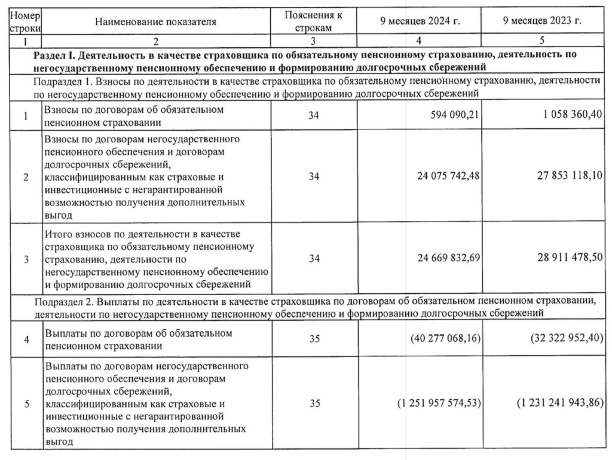 Номер строки Наименование показателя Пояснения к строкам 9 месяцев 2024 г. 9 месяцев 2023 г.
1 2 3 4 5
Раздел I. Деятельность в качестве страховщика по обязательному пенсионному страхованию, деятельность по
негосударственному пенсионному обеспечению и формированию долгосрочных сбережений
Подраздел 1. Взносы по деятельности в качестве страховщика по обязательному пенсионному страхованию, деятельности
по негосударственному пенсионному обеспечению и формированию долгосрочных сбережений
1 Взносы по договорам об обязательном 34 594 090,21 1 058 360,40
пенсионном страховании
Взносы по договорам негосударственного
пенсионного обеспечения и договорам
долгосрочных сбережений,
2 классифицированным как страховые и 34 24 075 742,48 27 853 118,10
инвестиционные с негарантированной
возможностью получения дополнительных
выгод
Итого взносов по деятельности в качестве
страховщика по обязательному пенсионному
3 страхованию, деятельности по 34 24 669 832,69 28 911 478,50
негосударственному пенсионному обеспечению
и формированию долгосрочных сбережений
Подраздел 2. Выплаты по деятельности в качестве страховщика по договорам об обязательном пенсионном страховании,
деятельности по негосударственному пенсионному обеспечению и формированию долгосрочных сбережений
4 Выплаты по договорам об обязательном 35 (40 277 068,16) (32 322 952,40)
пенсионном страховании
Выплаты по договорам негосударственного
пенсионного обеспечения и договорам
долгосрочных сбережений,
5 классифицированным как страховые и 35 (1 251 957 574,53) (1 231 241 943,86)
инвестиционные с негарантированной
возможностью получения дополнительных
выгод